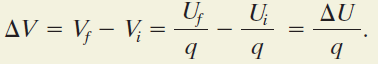 ΔV = V_f − V_i = U_f/q − U_i/q = ΔU/q.